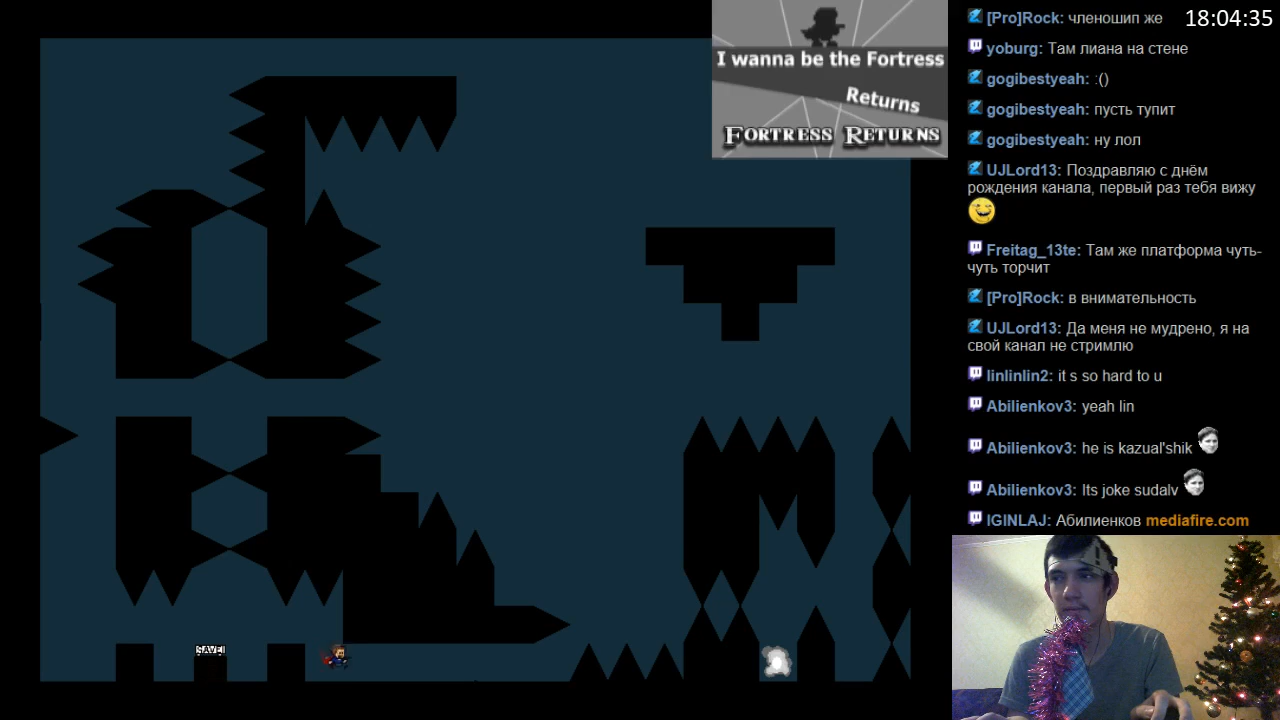 I wanna be the Fortress
Returns
FORTRESS RETURNS
18:04:35
[Pro]Rock: членошип же
yoburg: Там лиана на стене
gogibestyeah: :()
gogibestyeah: пусть тупит
gogibestyeah: ну лол
UJLord13: Поздравляю с днём
рождения канала, первый раз тебя вижу
Freitag_13te: Там же платформа чуть-
чуть торчит
[Pro]Rock: в внимательность
UJLord13: Да меня не мудрено, я на
свой канал не стримлю
linlinlin2: it s so hard to u
Abilienkov3: yeah lin
Abilienkov3: he is kazual'shik
Abilienkov3: Its joke sudalv
IGINLAJ: Абилиенков mediafire.com
SAVE!